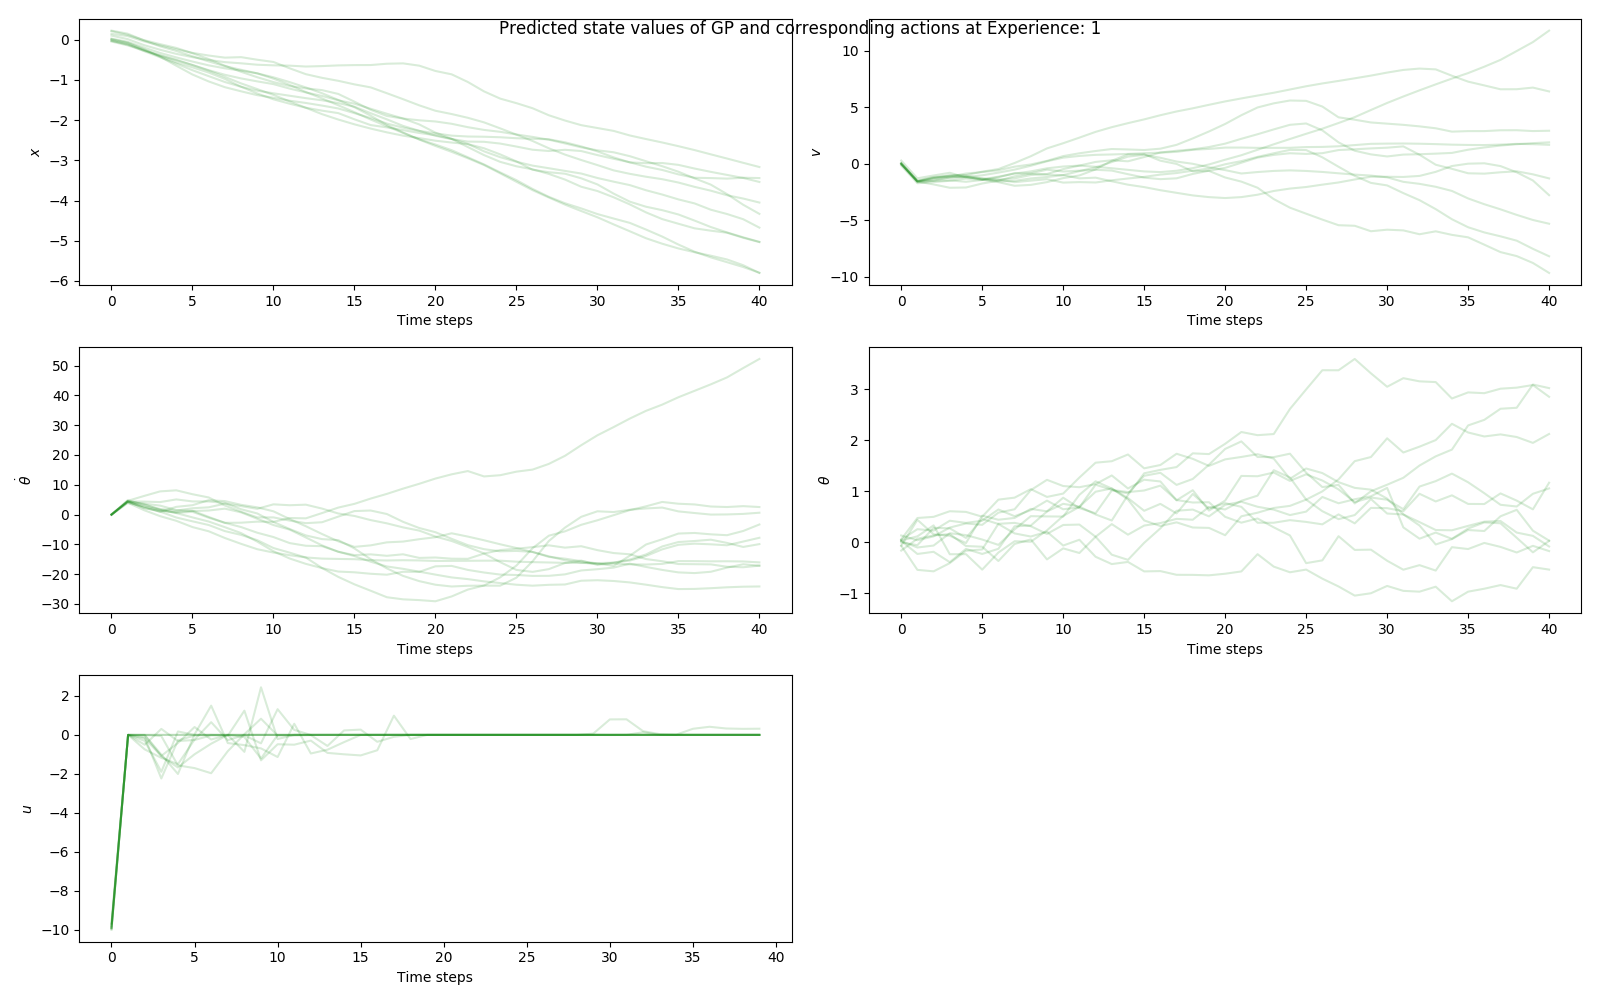 Predicted state values of GP and corresponding actions at Experience: 1
0
−1
−2
−3
−4
−5
−6
x
0 5 10 15 20 25 30 35 40
Time steps
10
5
0
−5
−10
v
0 5 10 15 20 25 30 35 40
Time steps
50
40
30
20
10
0
−10
−20
−30
θ̇
0 5 10 15 20 25 30 35 40
Time steps
3
2
1
0
−1
θ
0 5 10 15 20 25 30 35 40
Time steps
2
0
−2
−4
−6
−8
−10
u
0 5 10 15 20 25 30 35 40
Time steps